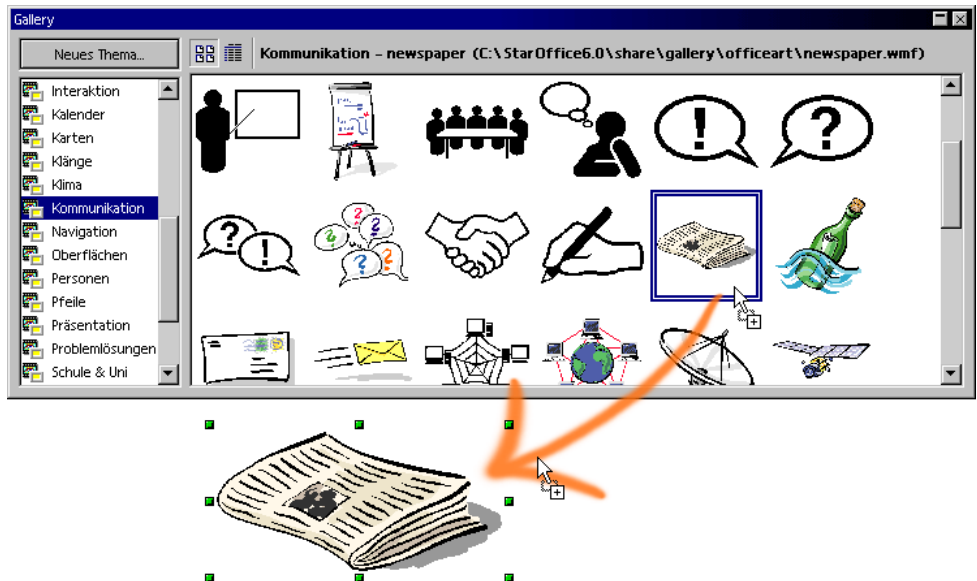 Gallery
Neues Thema...
Kommunikation - newspaper (C:\StarOffice6.0\share\gallery\officeart\newspaper.wmf)
Interaktion
Kalender
Karten
Klänge
Klima
Kommunikation
Navigation
Oberflächen
Personen
Pfeile
Präsentation
Problemlösungen
Schule & Uni